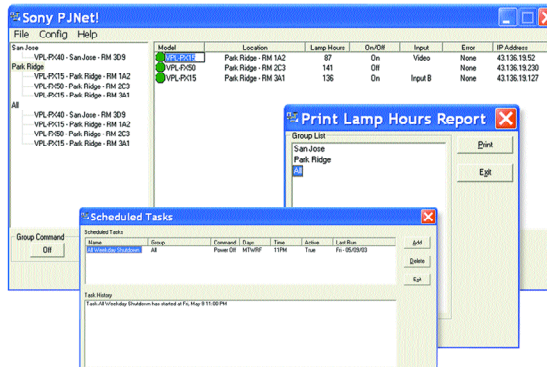 Sony PJNet!
File Config Help
San Jose
VPL-FX40 - San Jose - RM 3D9
Park Ridge
VPL-PX15 - Park Ridge - RM 1A2
VPL-FX50 - Park Ridge - RM 2C3
VPL-PX15 - Park Ridge - RM 3A1
All
VPL-FX40 - San Jose - RM 3D9
VPL-PX15 - Park Ridge - RM 1A2
VPL-FX50 - Park Ridge - RM 2C3
VPL-PX15 - Park Ridge - RM 3A1
Group Command
Off
Model Location Lamp Hours On/Off Input Error IP Address
VPL-PX15 Park Ridge - RM 1A2 87 On Video None 43.136.19.52
VPL-FX50 Park Ridge - RM 2C3 141 Off None 43.136.19.230
VPL-PX15 Park Ridge - RM 3A1 136 On Input B None 43.136.19.127
Print Lamp Hours Report
Group List
San Jose
Park Ridge
All
Print
Exit
Scheduled Tasks
Scheduled Tasks
Name Group Command Days Time Active Last Run
All Weekday Shutdown All Power Off MTWRF 11PM True Fri - 05/09/03
Add
Delete
Exit
Task History
Task All Weekday Shutdown has started at Fri, May 9 11:00 PM